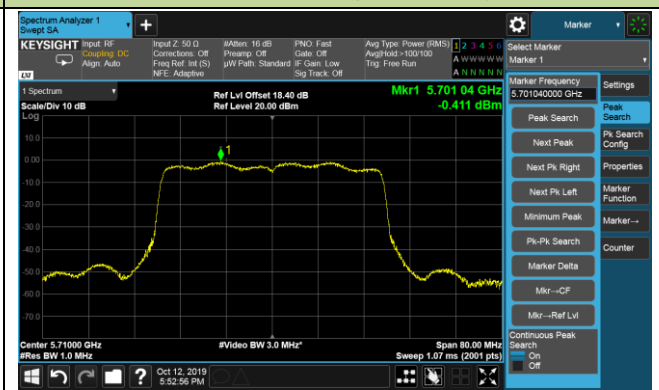 Spectrum Analyzer 1
Swept SA
+
Marker
KEYSIGHT
Input: RF
Coupling: DC
Align: Auto
Input Z: 50 Ω
Corrections: Off
Freq Ref: Int (S)
NFE: Adaptive
#Atten: 16 dB
Preamp: Off
µW Path: Standard
PNO: Fast
Gate: Off
IF Gain: Low
Sig Track: Off
Avg Type: Power (RMS)
Avg|Hold:>100/100
Trig: Free Run
1 2 3 4 5 6
A W W W W W
A N N N N N
LXI
1 Spectrum
Scale/Div 10 dB
Log
Ref Lvl Offset 18.40 dB
Ref Level 20.00 dBm
Mkr1 5.701 04 GHz
-0.411 dBm
10.0
0.00
-10.0
-20.0
-30.0
-40.0
-50.0
-60.0
-70.0
1
Center 5.71000 GHz
#Res BW 1.0 MHz
#Video BW 3.0 MHz*
Span 80.00 MHz
Sweep 1.07 ms (2001 pts)
Oct 12, 2019
5:52:56 PM
?
Select Marker
Marker 1
Marker Frequency
5.701040000 GHz
Peak Search
Next Peak
Next Pk Right
Next Pk Left
Minimum Peak
Pk-Pk Search
Marker Delta
Mkr→CF
Mkr→Ref Lvl
Continuous Peak
Search
On
Off
Settings
Peak
Search
Pk Search
Config
Properties
Marker
Function
Marker→
Counter